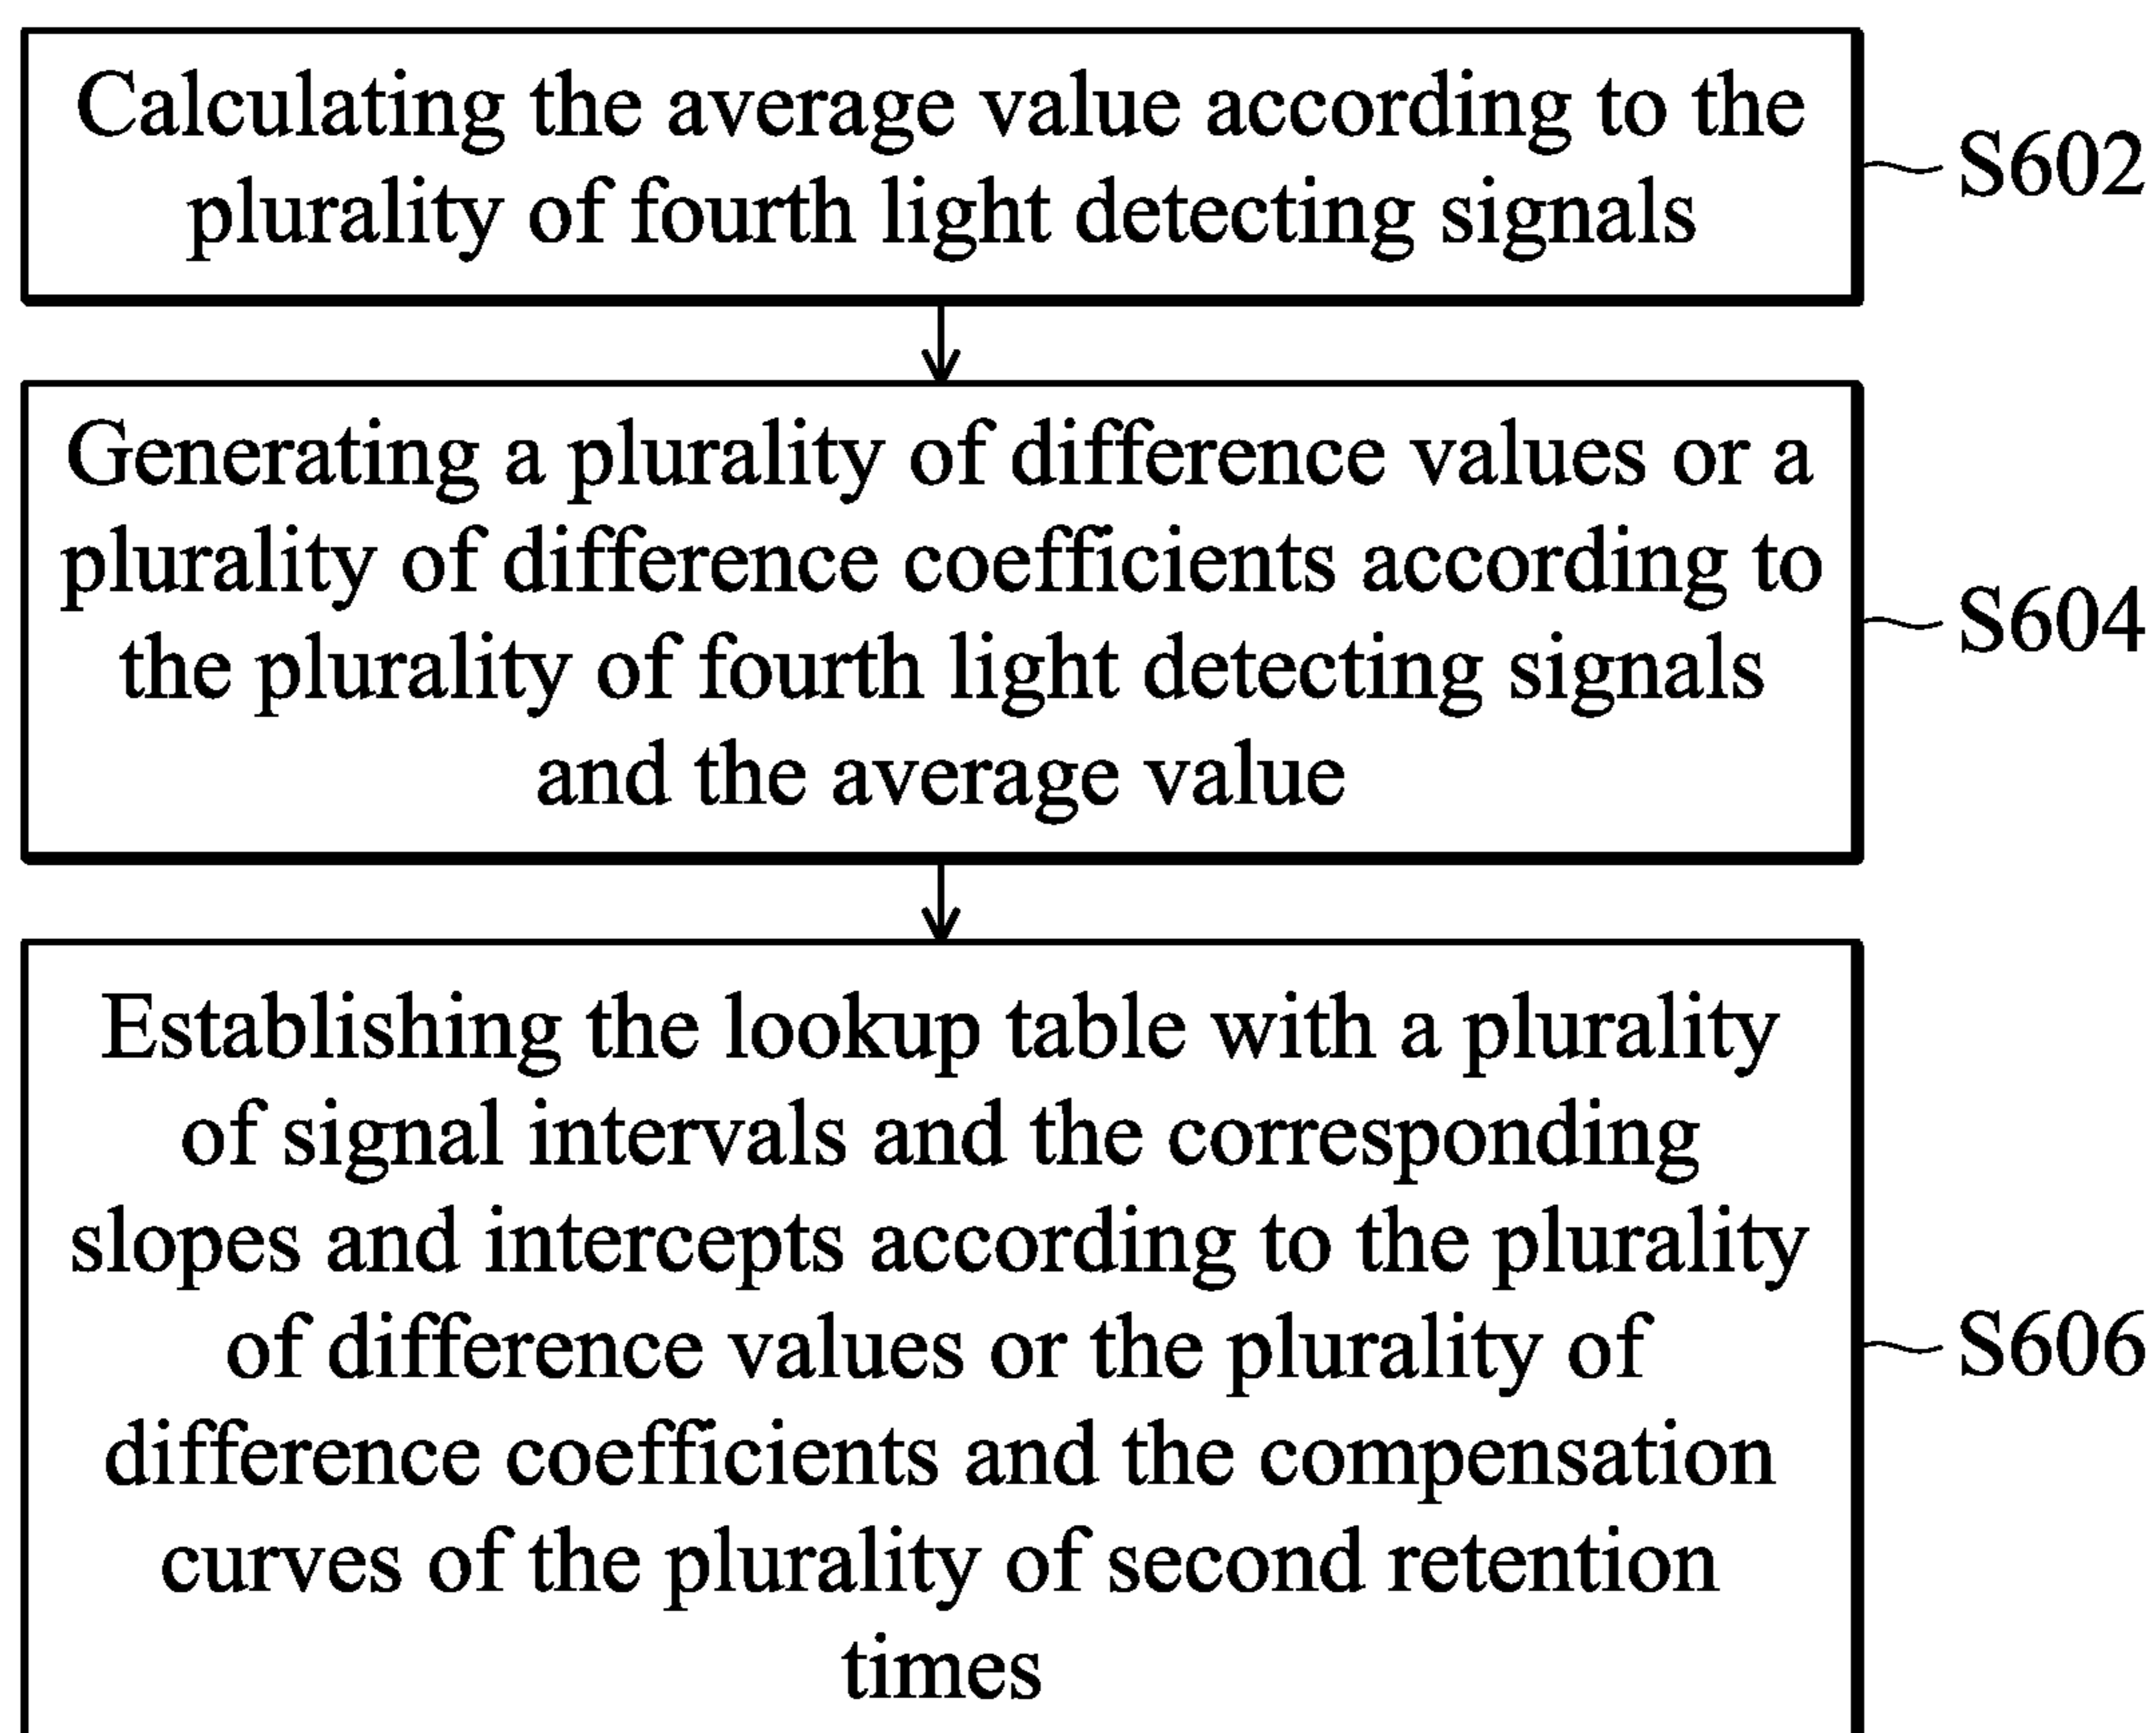 Calculating the average value according to the
plurality of fourth light detecting signals
S602
Generating a plurality of difference values or a
plurality of difference coefficients according to
the plurality of fourth light detecting signals
and the average value
S604
Establishing the lookup table with a plurality
of signal intervals and the corresponding
slopes and intercepts according to the plurality
of difference values or the plurality of
difference coefficients and the compensation
curves of the plurality of second retention
times
S606